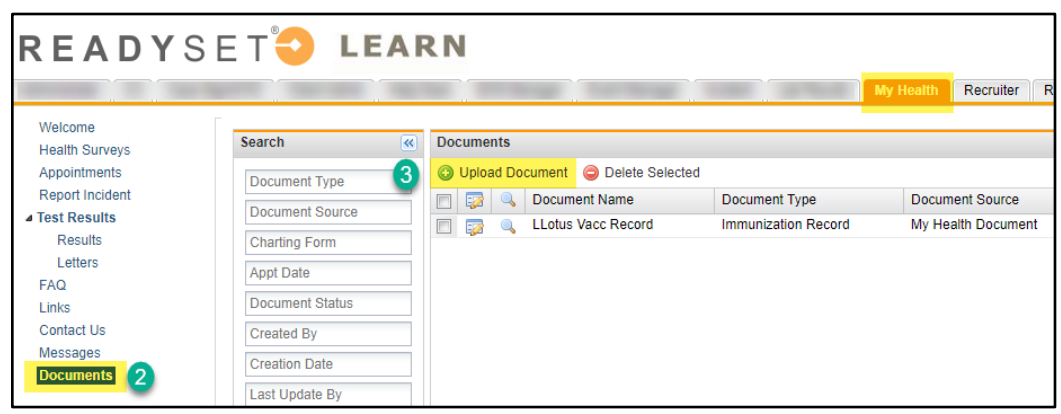 READYSET® LEARN
My Health Recruiter R
Welcome
Health Surveys
Appointments
Report Incident
Test Results
Results
Letters
FAQ
Links
Contact Us
Messages
Documents 2
Search
3
Document Type
Document Source
Charting Form
Appt Date
Document Status
Created By
Creation Date
Last Update By
Documents
Upload Document Delete Selected
Document Name Document Type Document Source
LLotus Vacc Record Immunization Record My Health Document